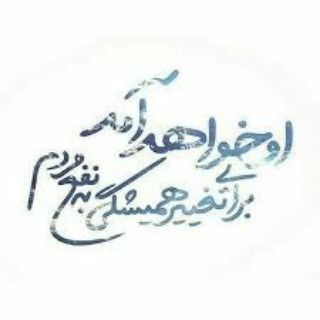 او خواهد آمد
برای تغییر همیشگی
به نفع مردم